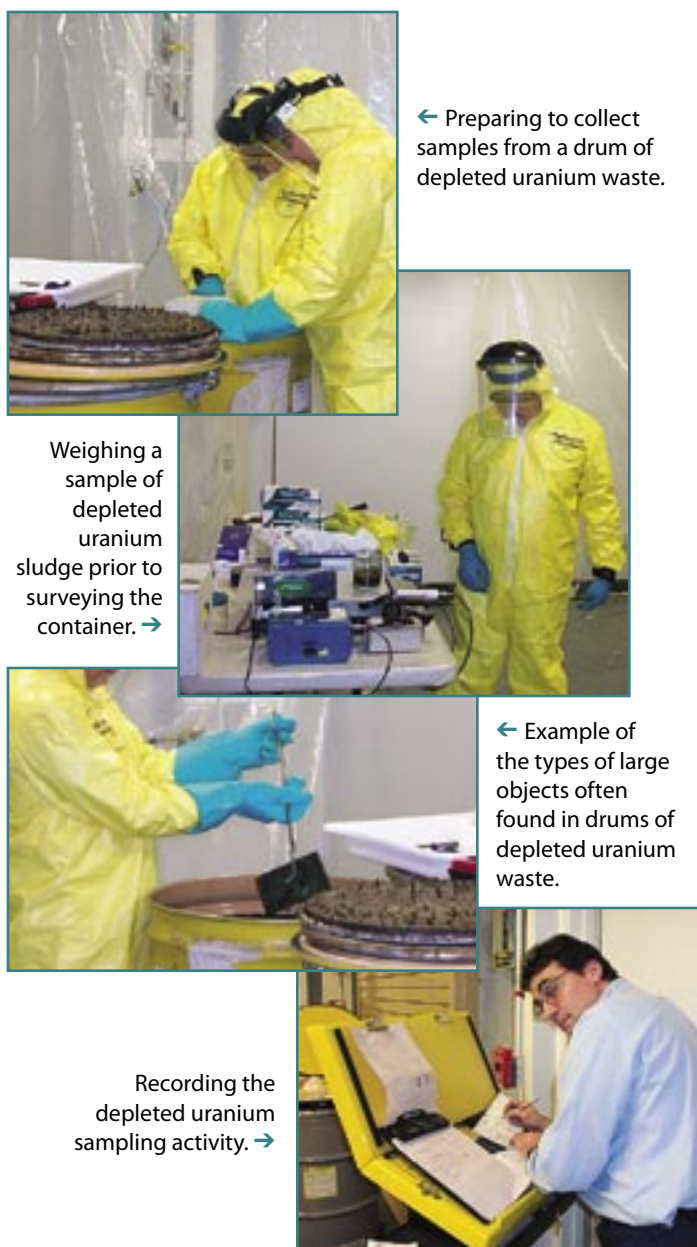 ← Preparing to collect
samples from a drum of
depleted uranium waste.
Weighing a
sample of
depleted
uranium
sludge prior to
surveying the
container. →
← Example of
the types of large
objects often
found in drums of
depleted uranium
waste.
Recording the
depleted uranium
sampling activity. →